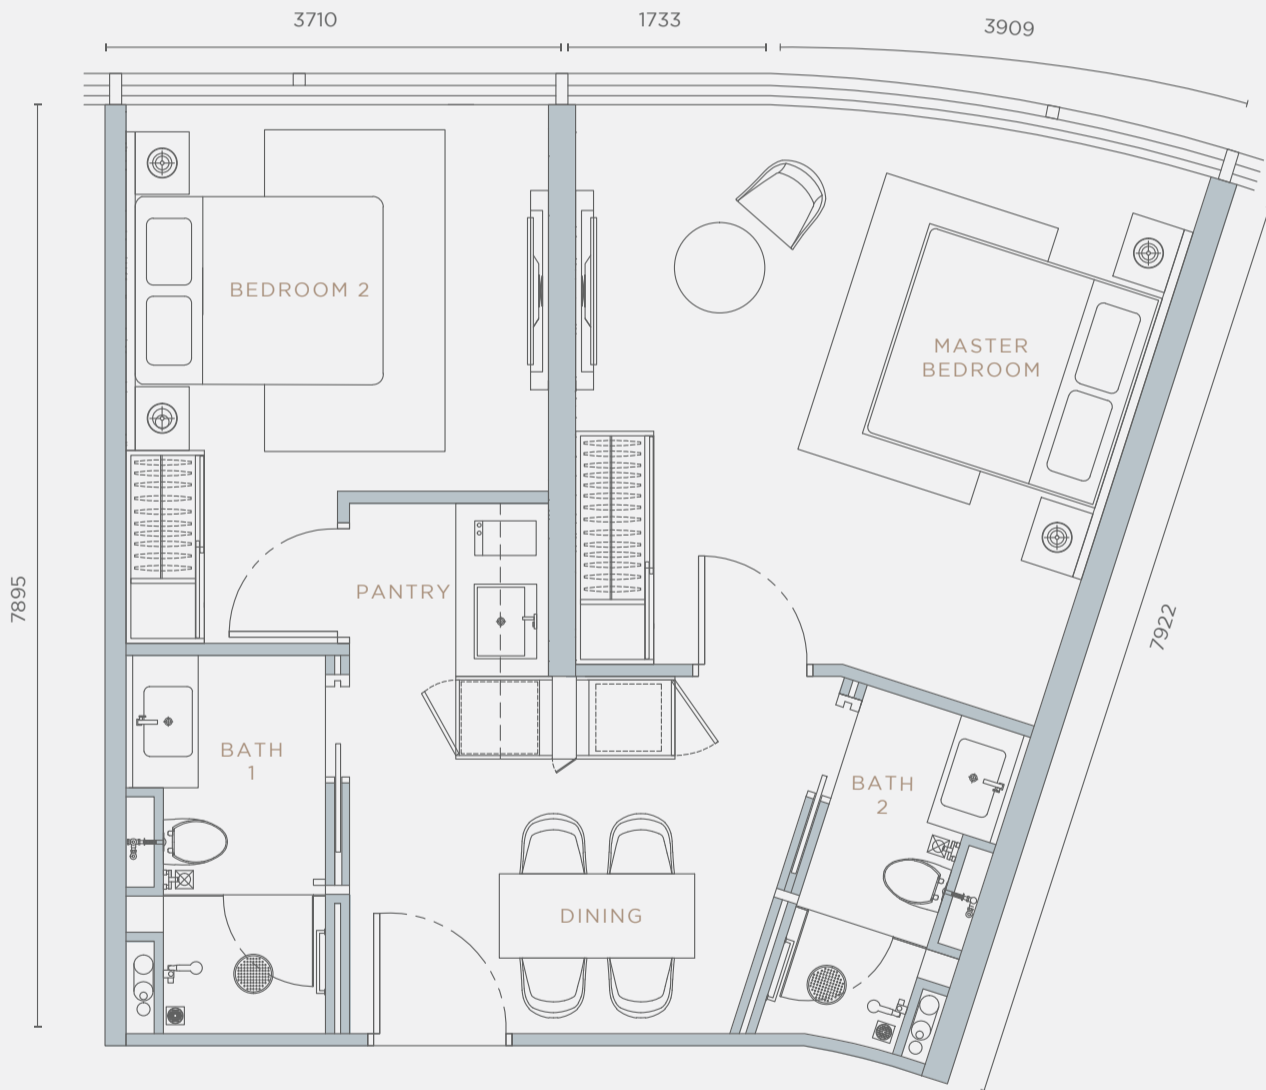 3710
1733
3909
BEDROOM 2
MASTER
BEDROOM
PANTRY
7895
7922
BATH
1
BATH
2
DINING